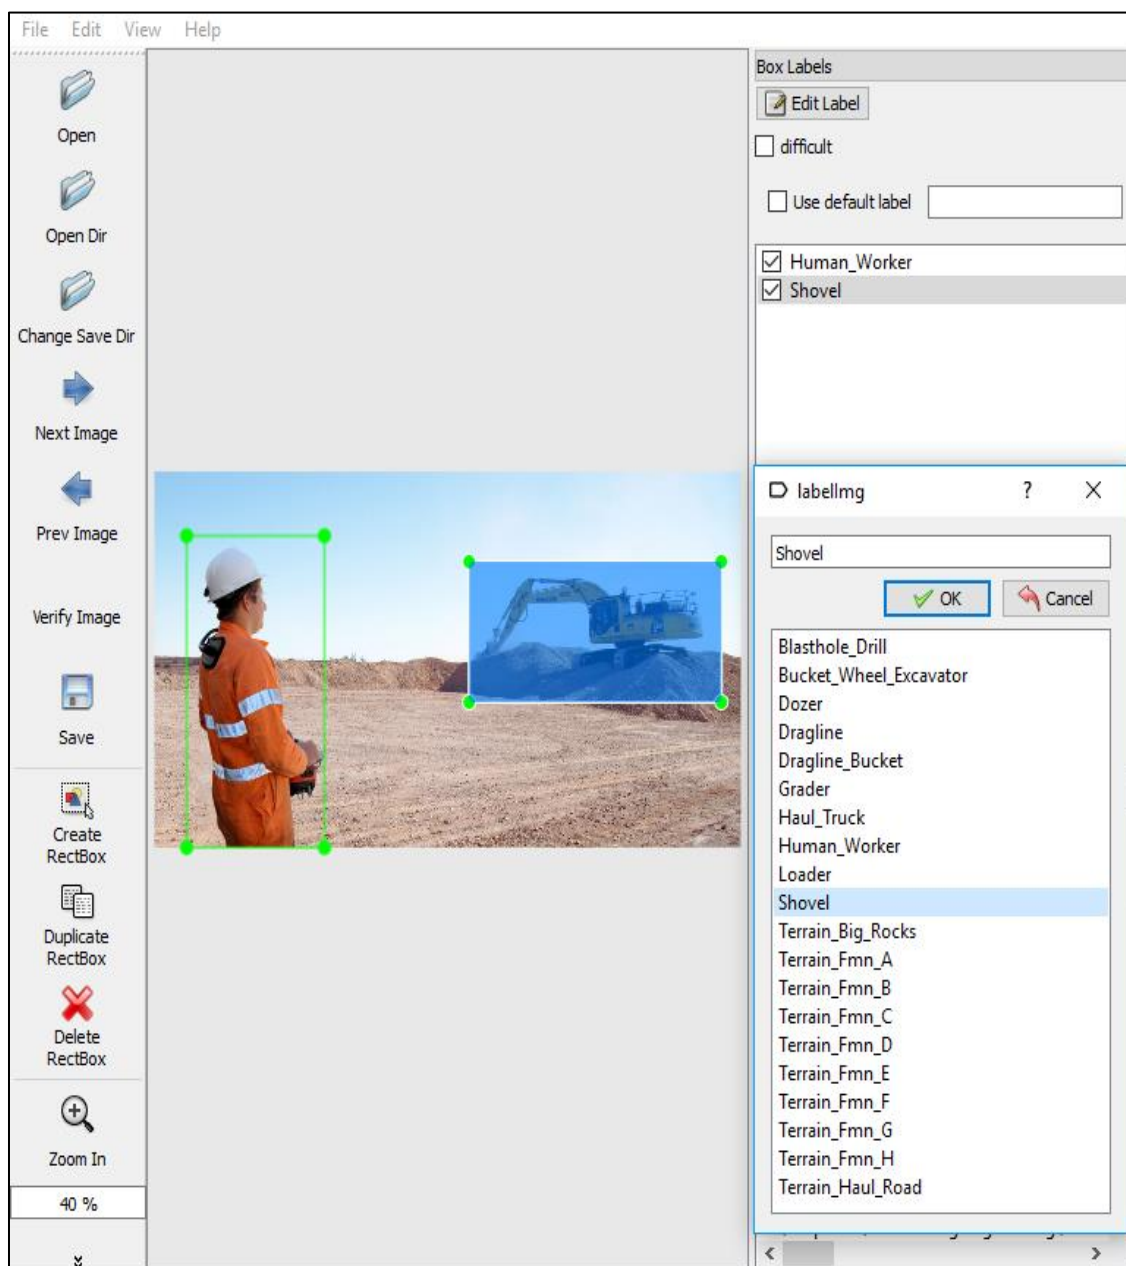 File Edit View Help
Open
Open Dir
Change Save Dir
Next Image
Prev Image
Verify Image
Save
Create
RectBox
Duplicate
RectBox
Delete
RectBox
Zoom In
40 %
Box Labels
Edit Label
difficult
Use default label
Human_Worker
Shovel
labelImg ? X
Shovel
OK Cancel
Blasthole_Drill
Bucket_Wheel_Excavator
Dozer
Dragline
Dragline_Bucket
Grader
Haul_Truck
Human_Worker
Loader
Shovel
Terrain_Big_Rocks
Terrain_Fmn_A
Terrain_Fmn_B
Terrain_Fmn_C
Terrain_Fmn_D
Terrain_Fmn_E
Terrain_Fmn_F
Terrain_Fmn_G
Terrain_Fmn_H
Terrain_Haul_Road